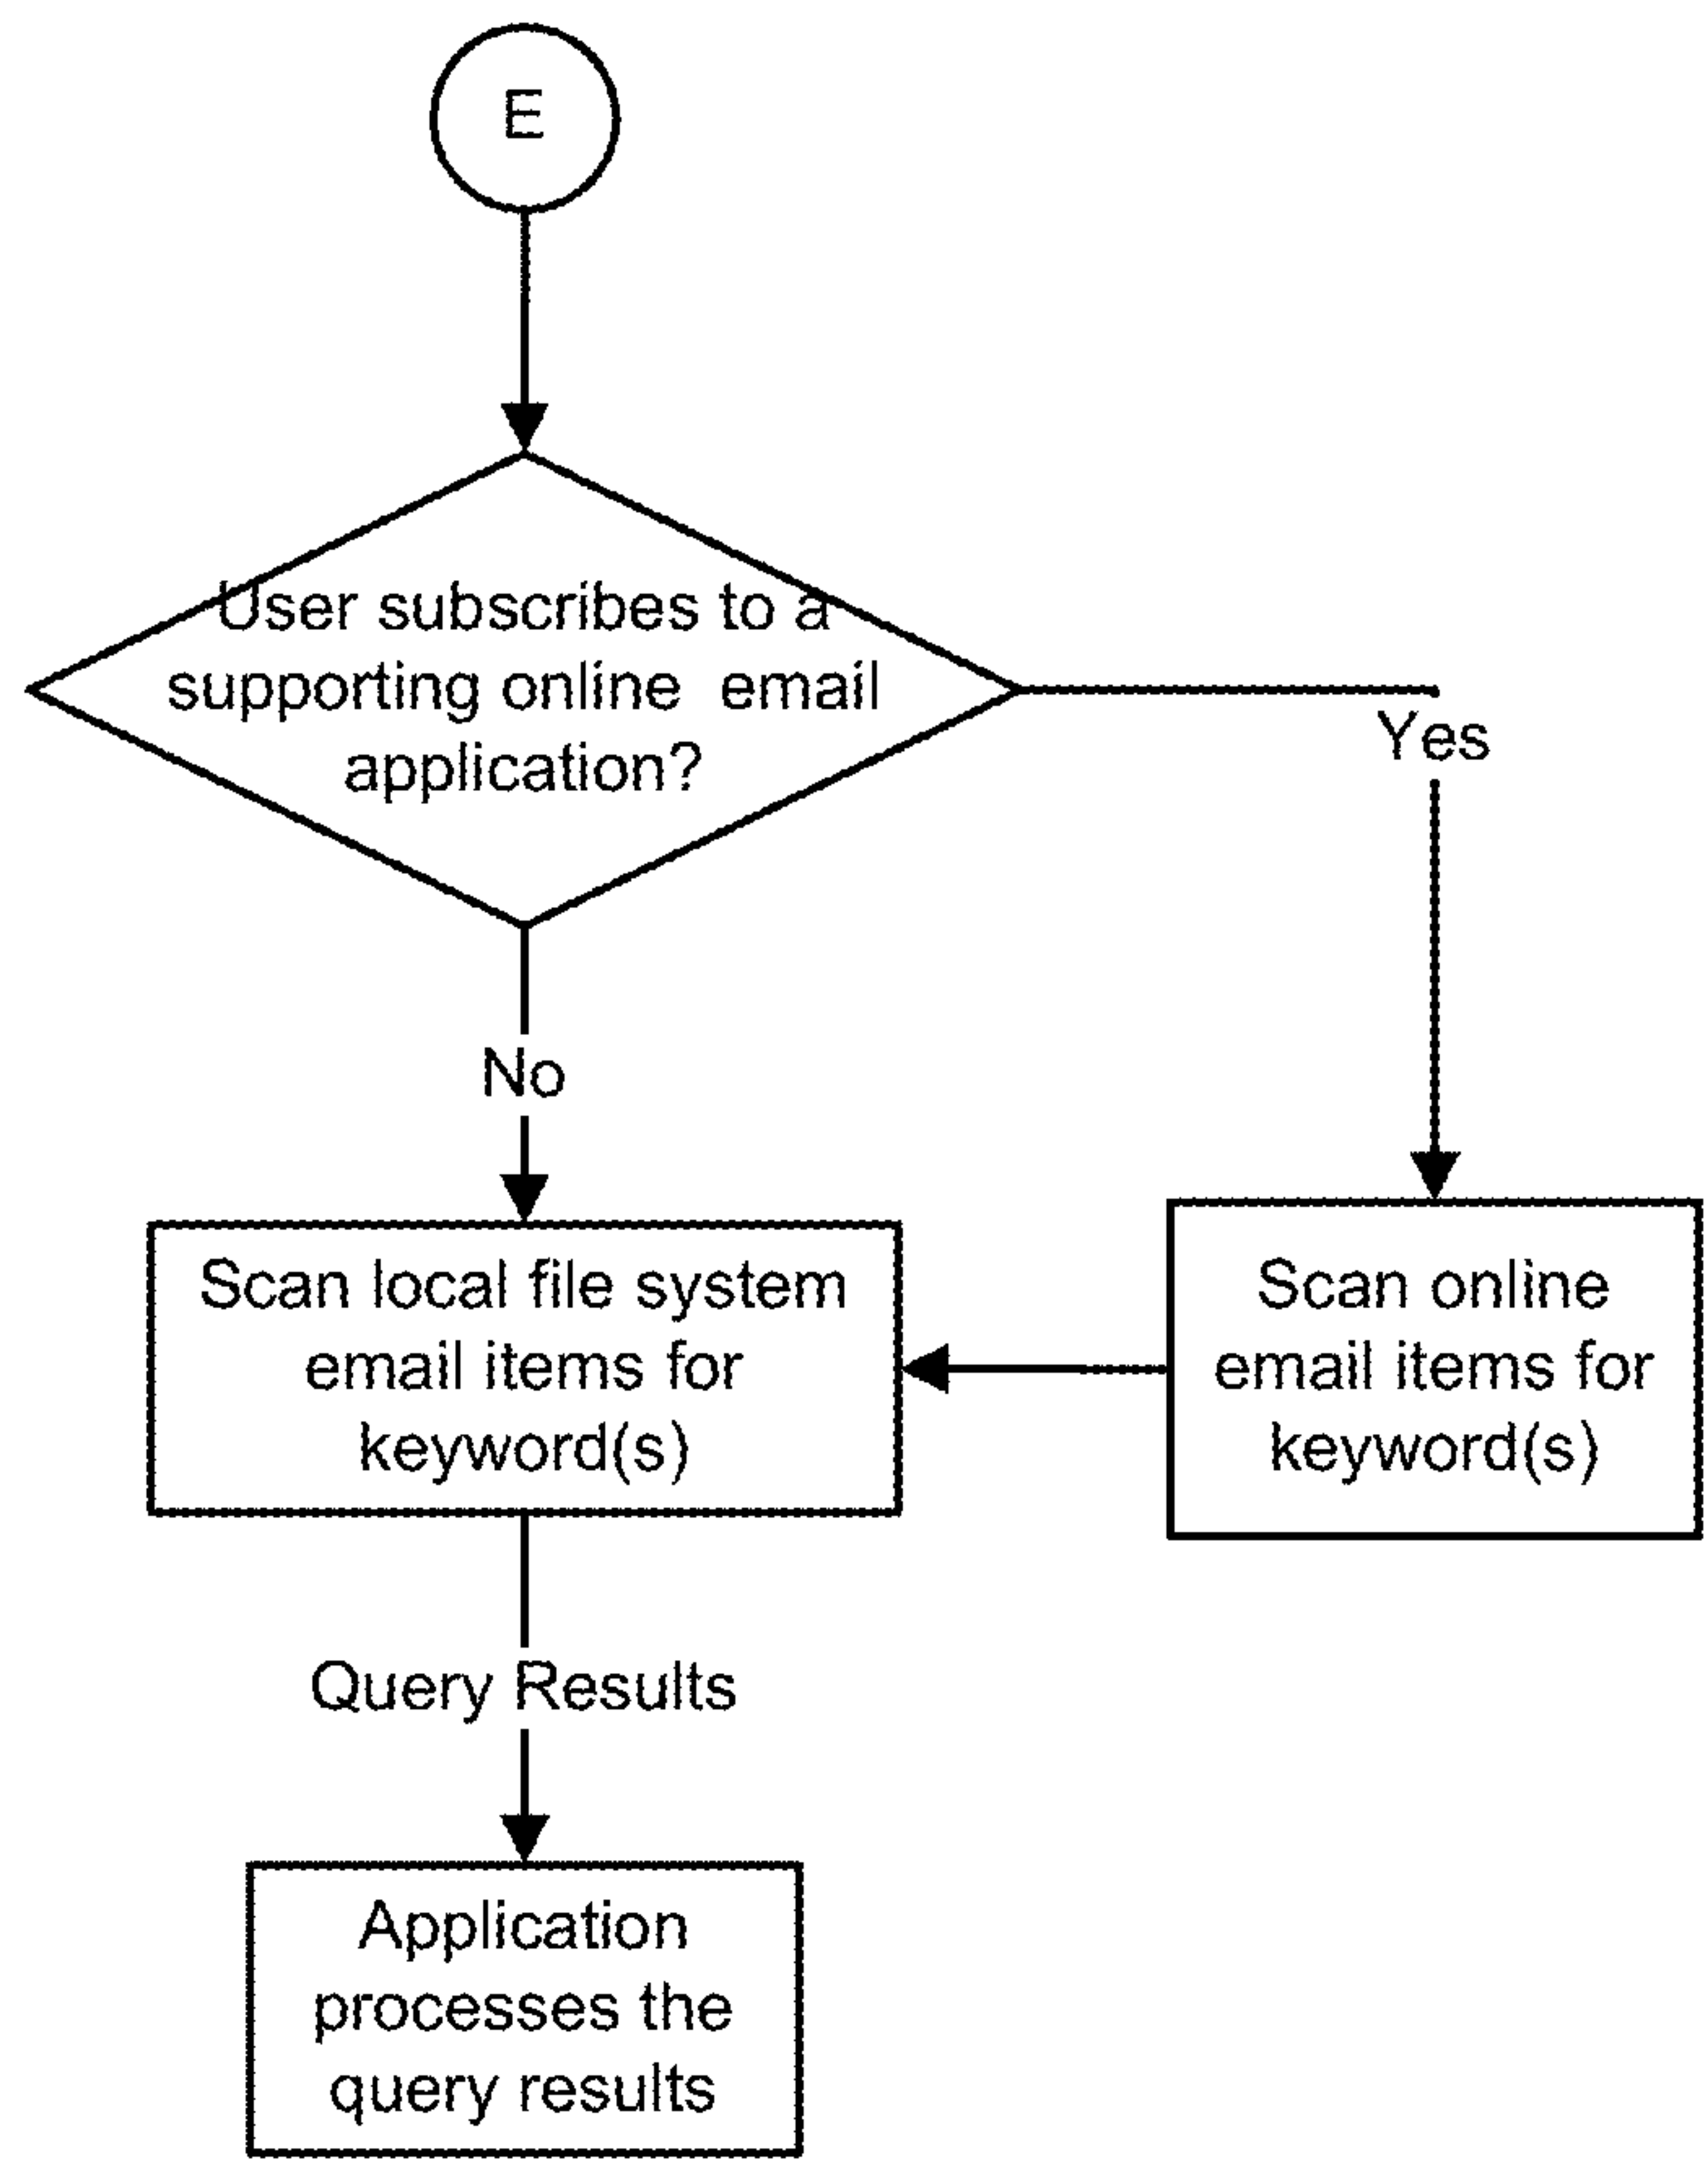 E
User subscribes to a
supporting online email
application?
Yes
No
Scan local file system
email items for
keyword(s)
Scan online
email items for
keyword(s)
Query Results
Application
processes the
query results